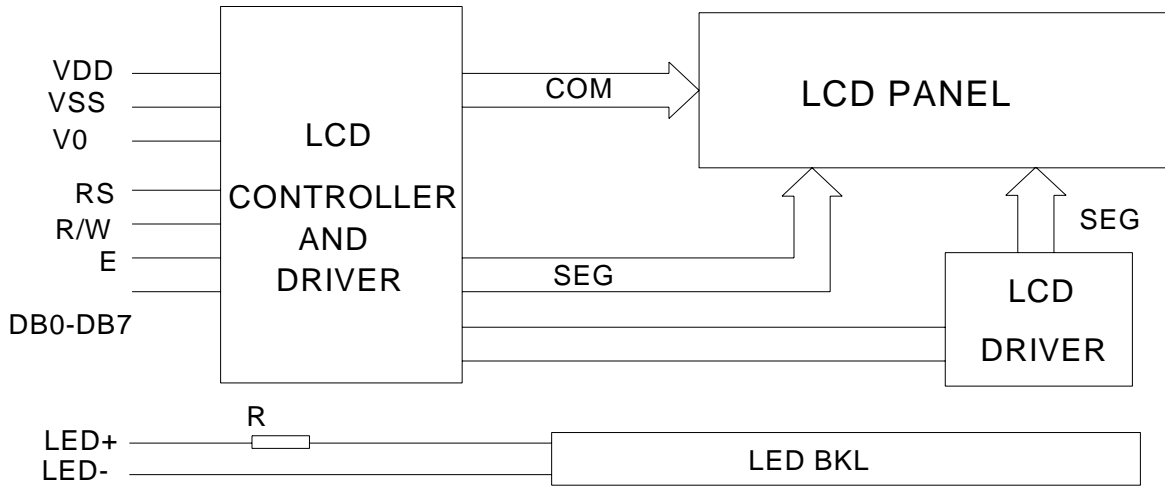 VDD
VSS
V0
RS
R/W
E
DB0-DB7
LCD
CONTROLLER
AND
DRIVER
COM
SEG
LCD PANEL
SEG
LCD
DRIVER
R
LED+
LED-
LED BKL